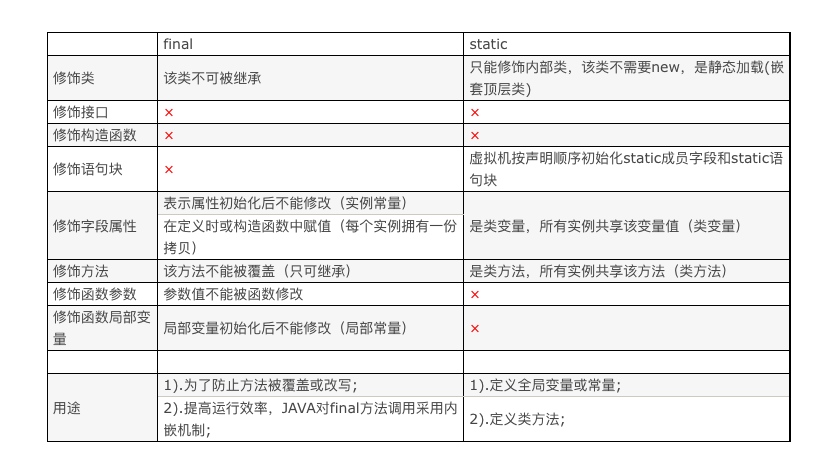 final
static
修饰类
该类不可被继承
只能修饰内部类，该类不需要new，是静态加载(嵌
套顶层类)
修饰接口
×
×
修饰构造函数
×
×
修饰语句块
×
虚拟机按声明顺序初始化static成员字段和static语
句块
修饰字段属性
表示属性初始化后不能修改（实例常量）
在定义时或构造函数中赋值（每个实例拥有一份
拷贝）
是类变量，所有实例共享该变量值（类变量）
修饰方法
该方法不能被覆盖（只可继承）
是类方法，所有实例共享该方法（类方法）
修饰函数参数
参数值不能被函数修改
×
修饰函数局部变
量
局部变量初始化后不能修改（局部常量）
×
用途
1).为了防止方法被覆盖或改写;
2).提高运行效率，JAVA对final方法调用采用内
嵌机制;
1).定义全局变量或常量;
2).定义类方法;